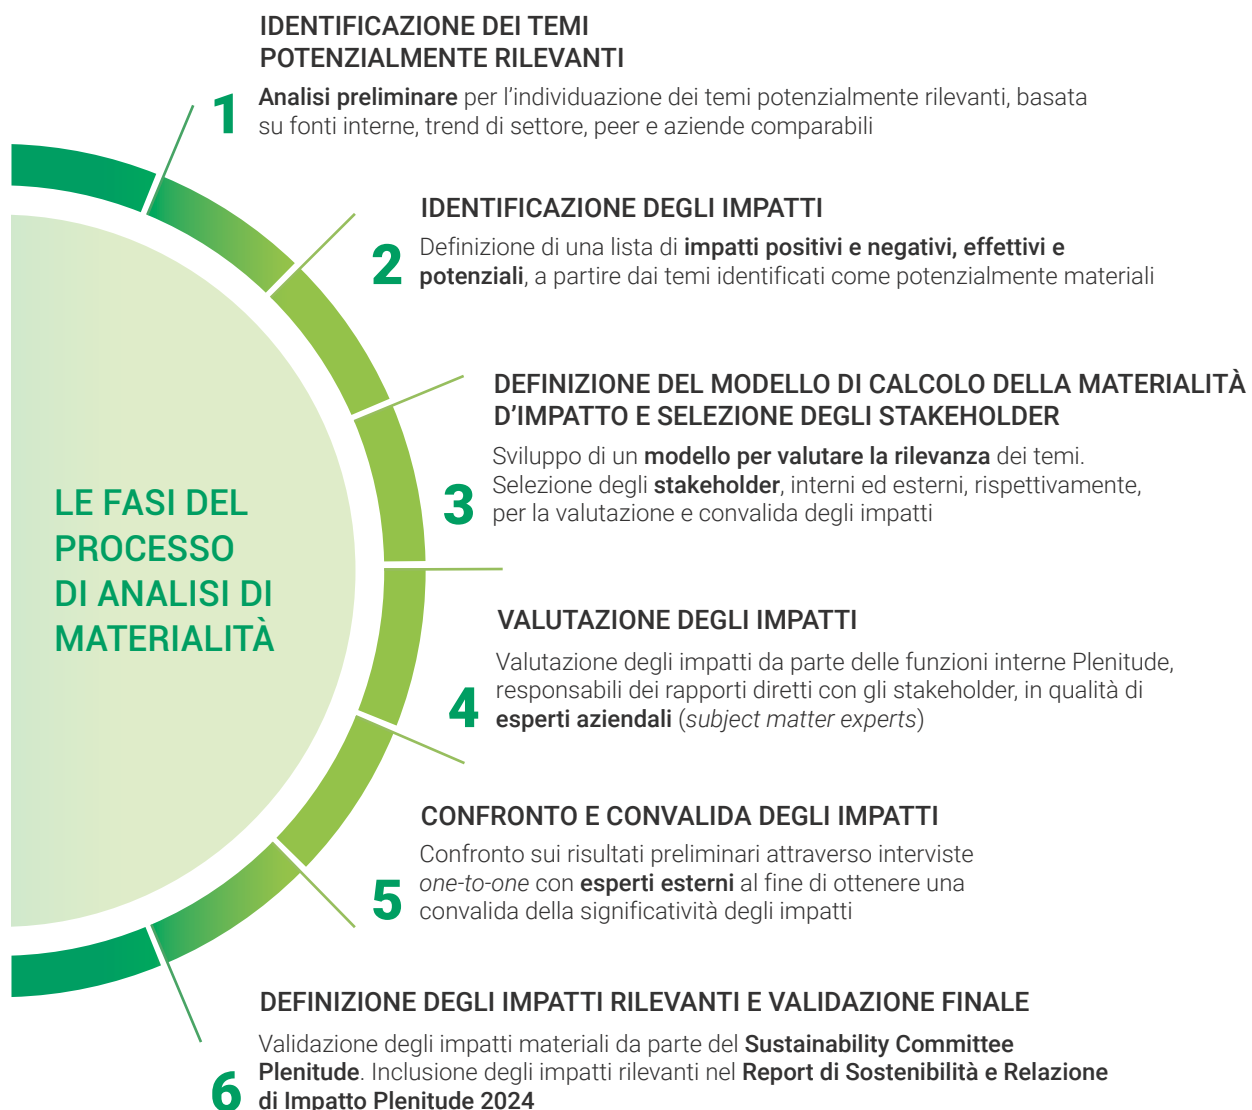 IDENTIFICAZIONE DEI TEMI
POTENZIALMENTE RILEVANTI
1
Analisi preliminare per l’individuazione dei temi potenzialmente rilevanti, basata
su fonti interne, trend di settore, peer e aziende comparabili
IDENTIFICAZIONE DEGLI IMPATTI
2
Definizione di una lista di impatti positivi e negativi, effettivi e
potenziali, a partire dai temi identificati come potenzialmente materiali
DEFINIZIONE DEL MODELLO DI CALCOLO DELLA MATERIALITÀ
D’IMPATTO E SELEZIONE DEGLI STAKEHOLDER
3
Sviluppo di un modello per valutare la rilevanza dei temi.
Selezione degli stakeholder, interni ed esterni, rispettivamente,
per la valutazione e convalida degli impatti
LE FASI DEL
PROCESSO
DI ANALISI DI
MATERIALITÀ
VALUTAZIONE DEGLI IMPATTI
4
Valutazione degli impatti da parte delle funzioni interne Plenitude,
responsabili dei rapporti diretti con gli stakeholder, in qualità di
esperti aziendali (subject matter experts)
CONFRONTO E CONVALIDA DEGLI IMPATTI
5
Confronto sui risultati preliminari attraverso interviste
one-to-one con esperti esterni al fine di ottenere una
convalida della significatività degli impatti
DEFINIZIONE DEGLI IMPATTI RILEVANTI E VALIDAZIONE FINALE
6
Validazione degli impatti materiali da parte del Sustainability Committee
Plenitude. Inclusione degli impatti rilevanti nel Report di Sostenibilità e Relazione
di Impatto Plenitude 2024